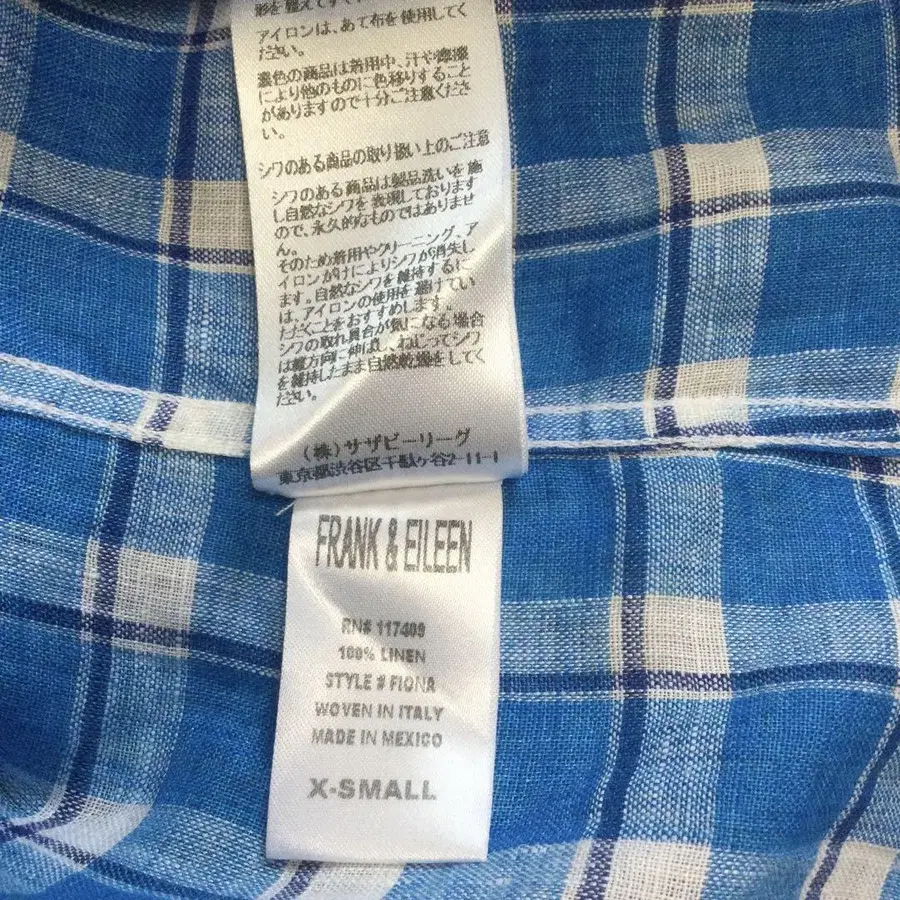 形を整えてすぐに
アイロンは、あて布を使用してく
ださい。
濃色の商品は着用中、汗や摩擦
により他のものに色移りすること
がありますので十分ご注意くださ
い。
シワのある商品の取り扱い上のご注意
シワのある商品は製品洗いを施
し自然なシワを表現しております
ので、永久的なものではありませ
ん。
そのため着用やクリーニング、ア
イロンがけによりシワが消失し
ます。自然なシワを維持するに
は、アイロンの使用を避けてい
ただくことをおすすめします。
シワの取れ具合が気になる場合
は縦方向に伸ばし、ねじってシワ
を維持したまま自然乾燥をしてく
ださい。
(株)サザビーリーグ
東京都渋谷区千駄ヶ谷2-11-1
FRANK & EILEEN
RN# 117409
100% LINEN
STYLE # FIONA
WOVEN IN ITALY
MADE IN MEXICO
X-SMALL